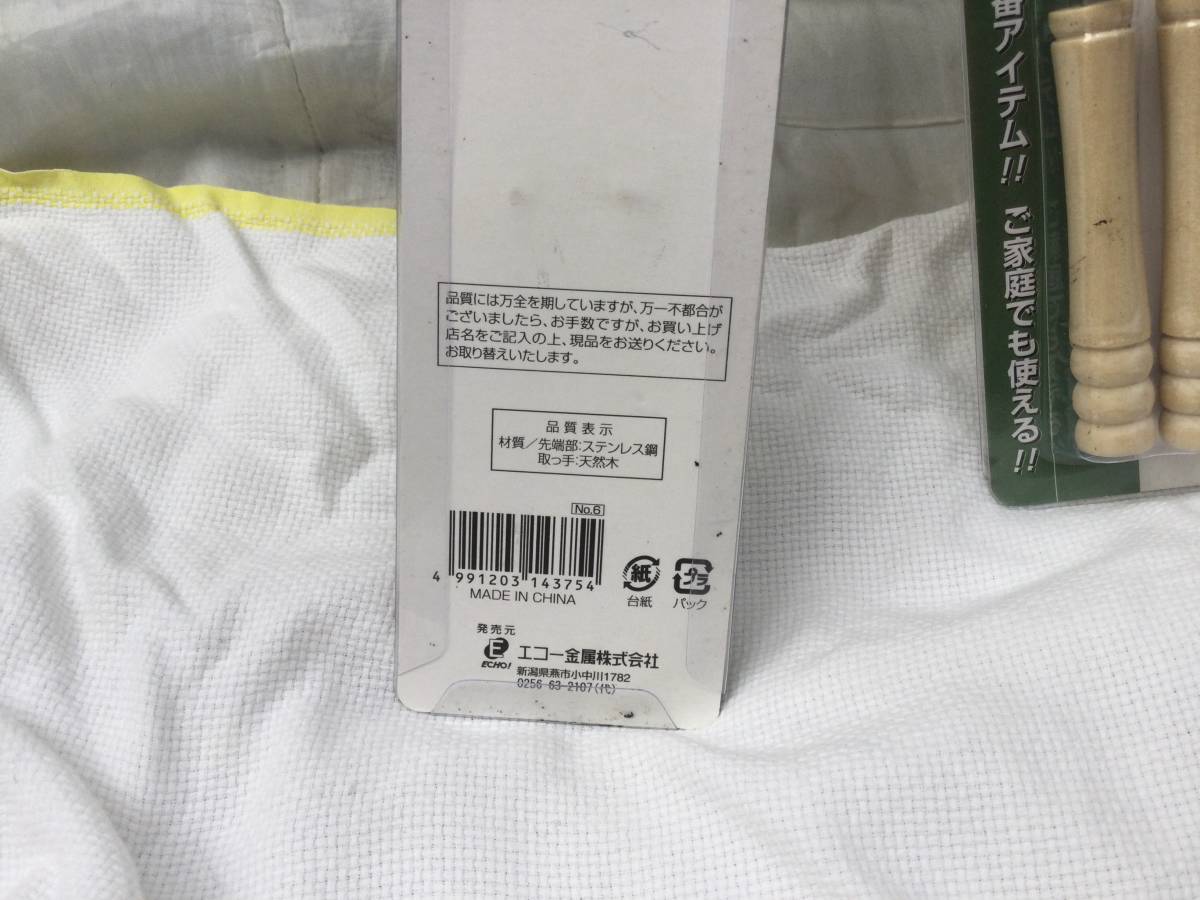 品質には万全を期していますが、万一不都合が
ございましたら、お手数ですが、お買い上げ
店名をご記入の上、現品をお送りください。
お取り替えいたします。
品質表示
材質/先端部:ステンレス鋼
取っ手:天然木
No.6
4 991203 143754
MADE IN CHINA
紙
台紙
プラ
パック
発売元
E
ECHO!
エコー金属株式会社
新潟県燕市小中川1782
0256-63-2107(代)
アイテム!! ご家庭でも使える!!